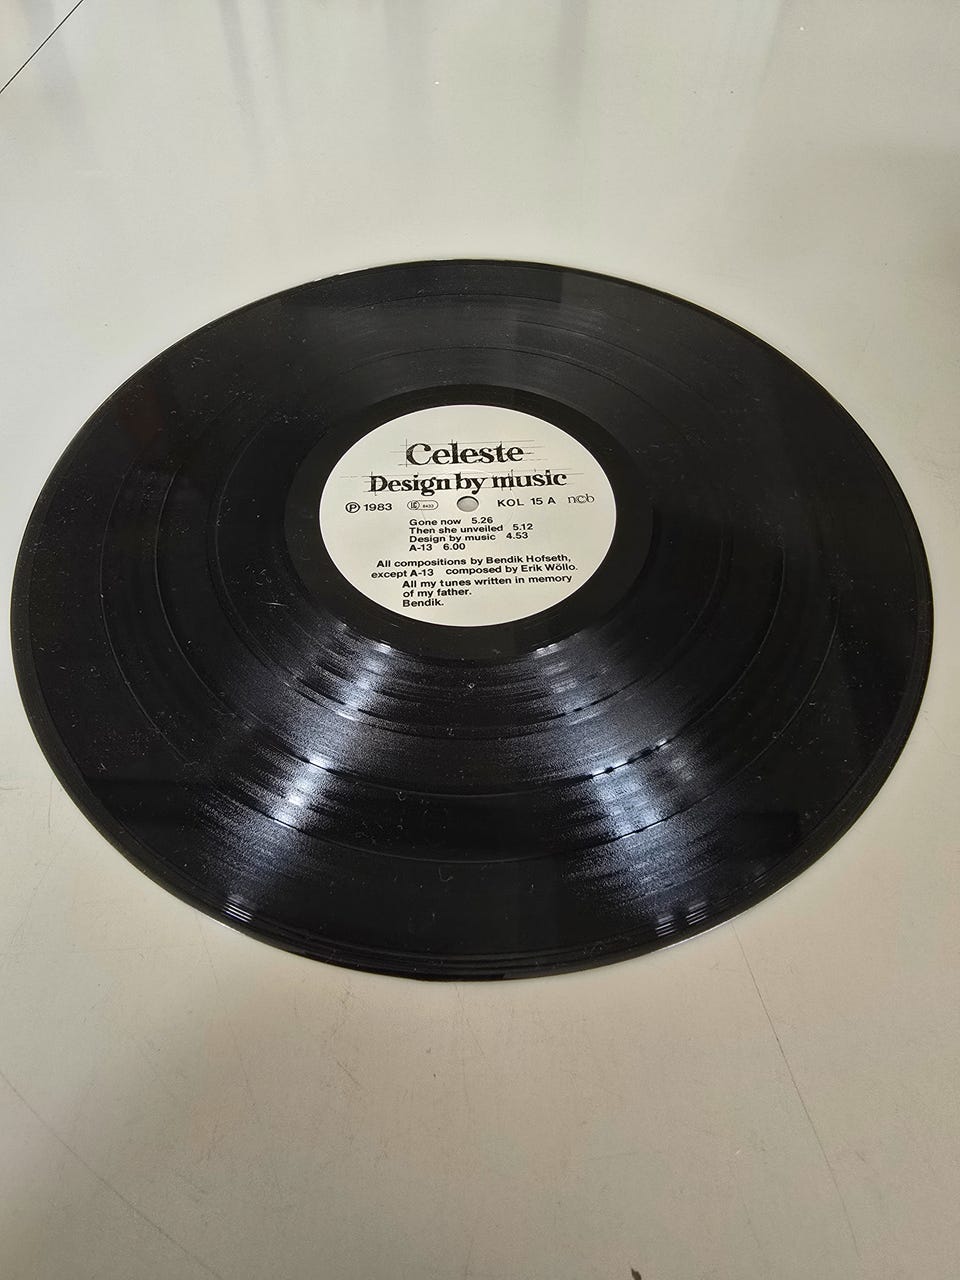 Celeste
Design by music
Ⓟ 1983 LC 8433 KOL 15 A ncb
Gone now 5.26
Then she unveiled 5.12
Design by music 4.53
A-13 6.00
All compositions by Bendik Hofseth,
except A-13 composed by Erik Wöllo.
All my tunes written in memory
of my father.
Bendik.